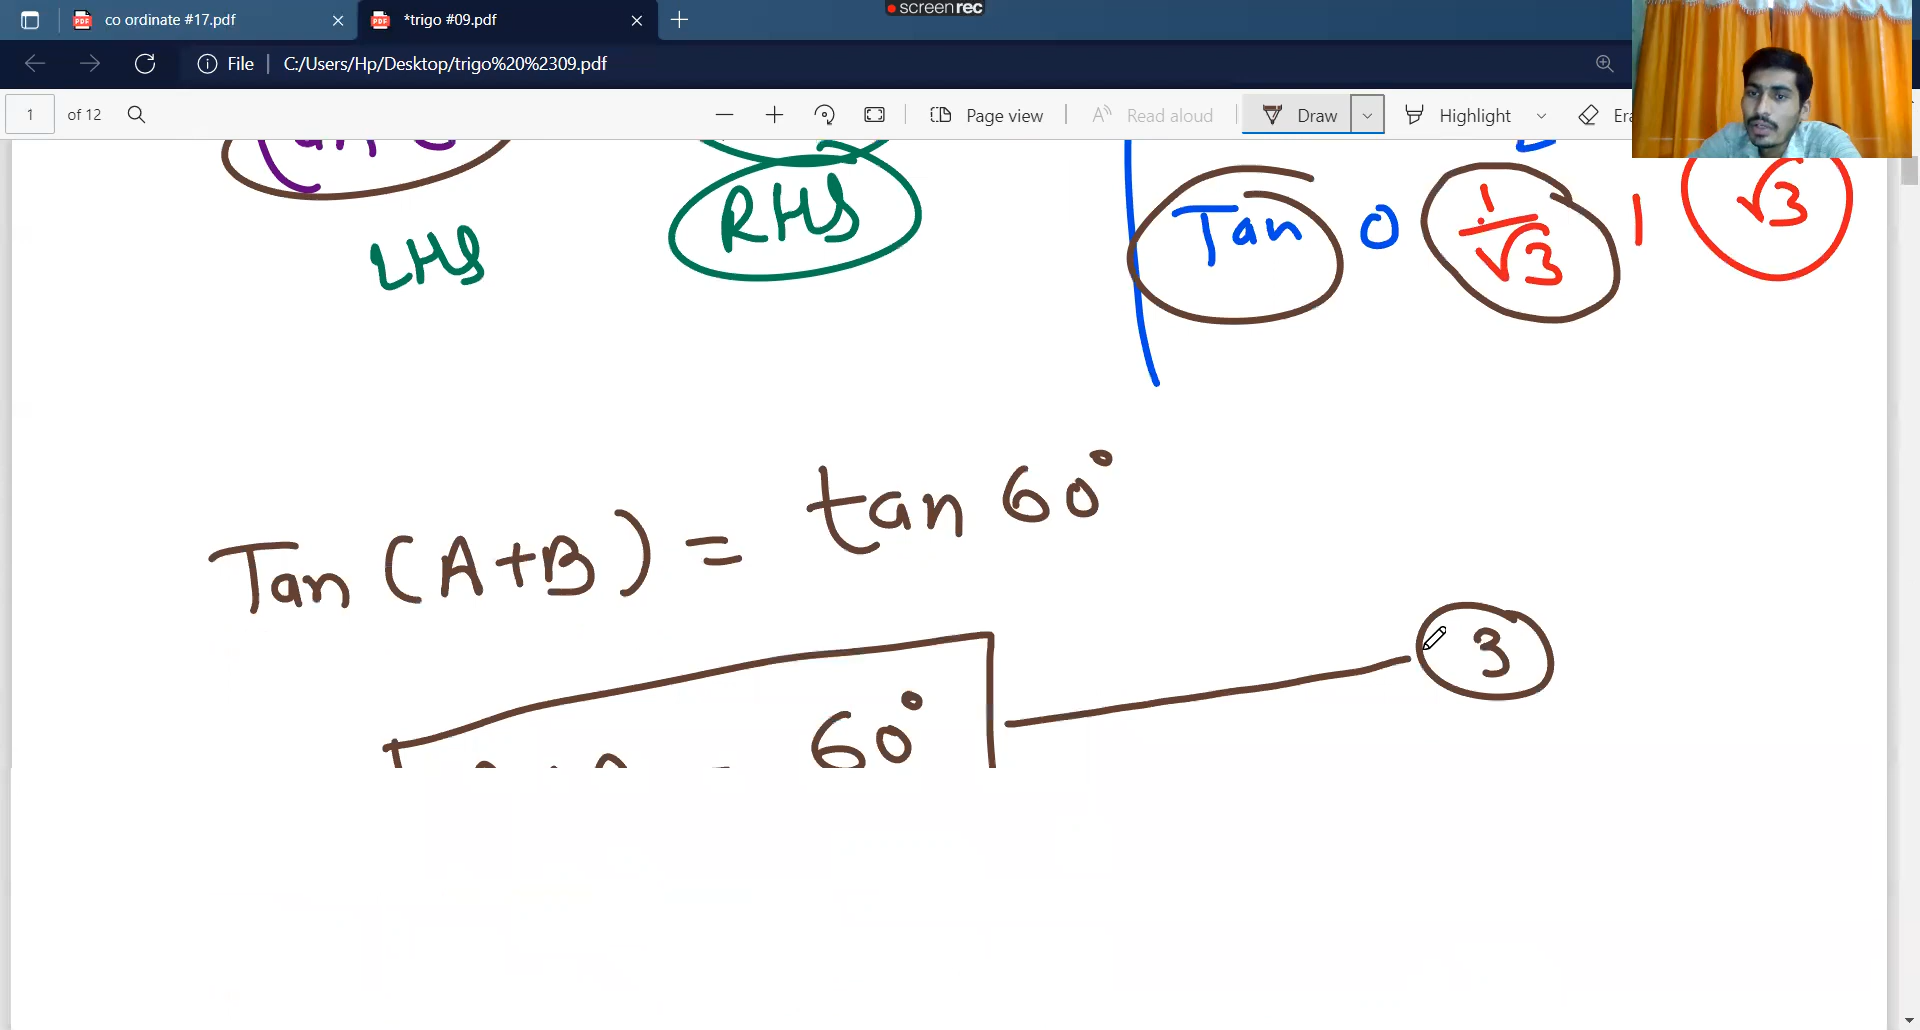 co ordinate #17.pdf
*trigo #09.pdf
screenrec
File
C:/Users/Hp/Desktop/trigo%20%2309.pdf
1 of 12
Page view
Read aloud
Draw
Highlight
LHS
RHS
Tan 0 1/√3 1 √3
Tan (A+B) = tan 60°
60°
3